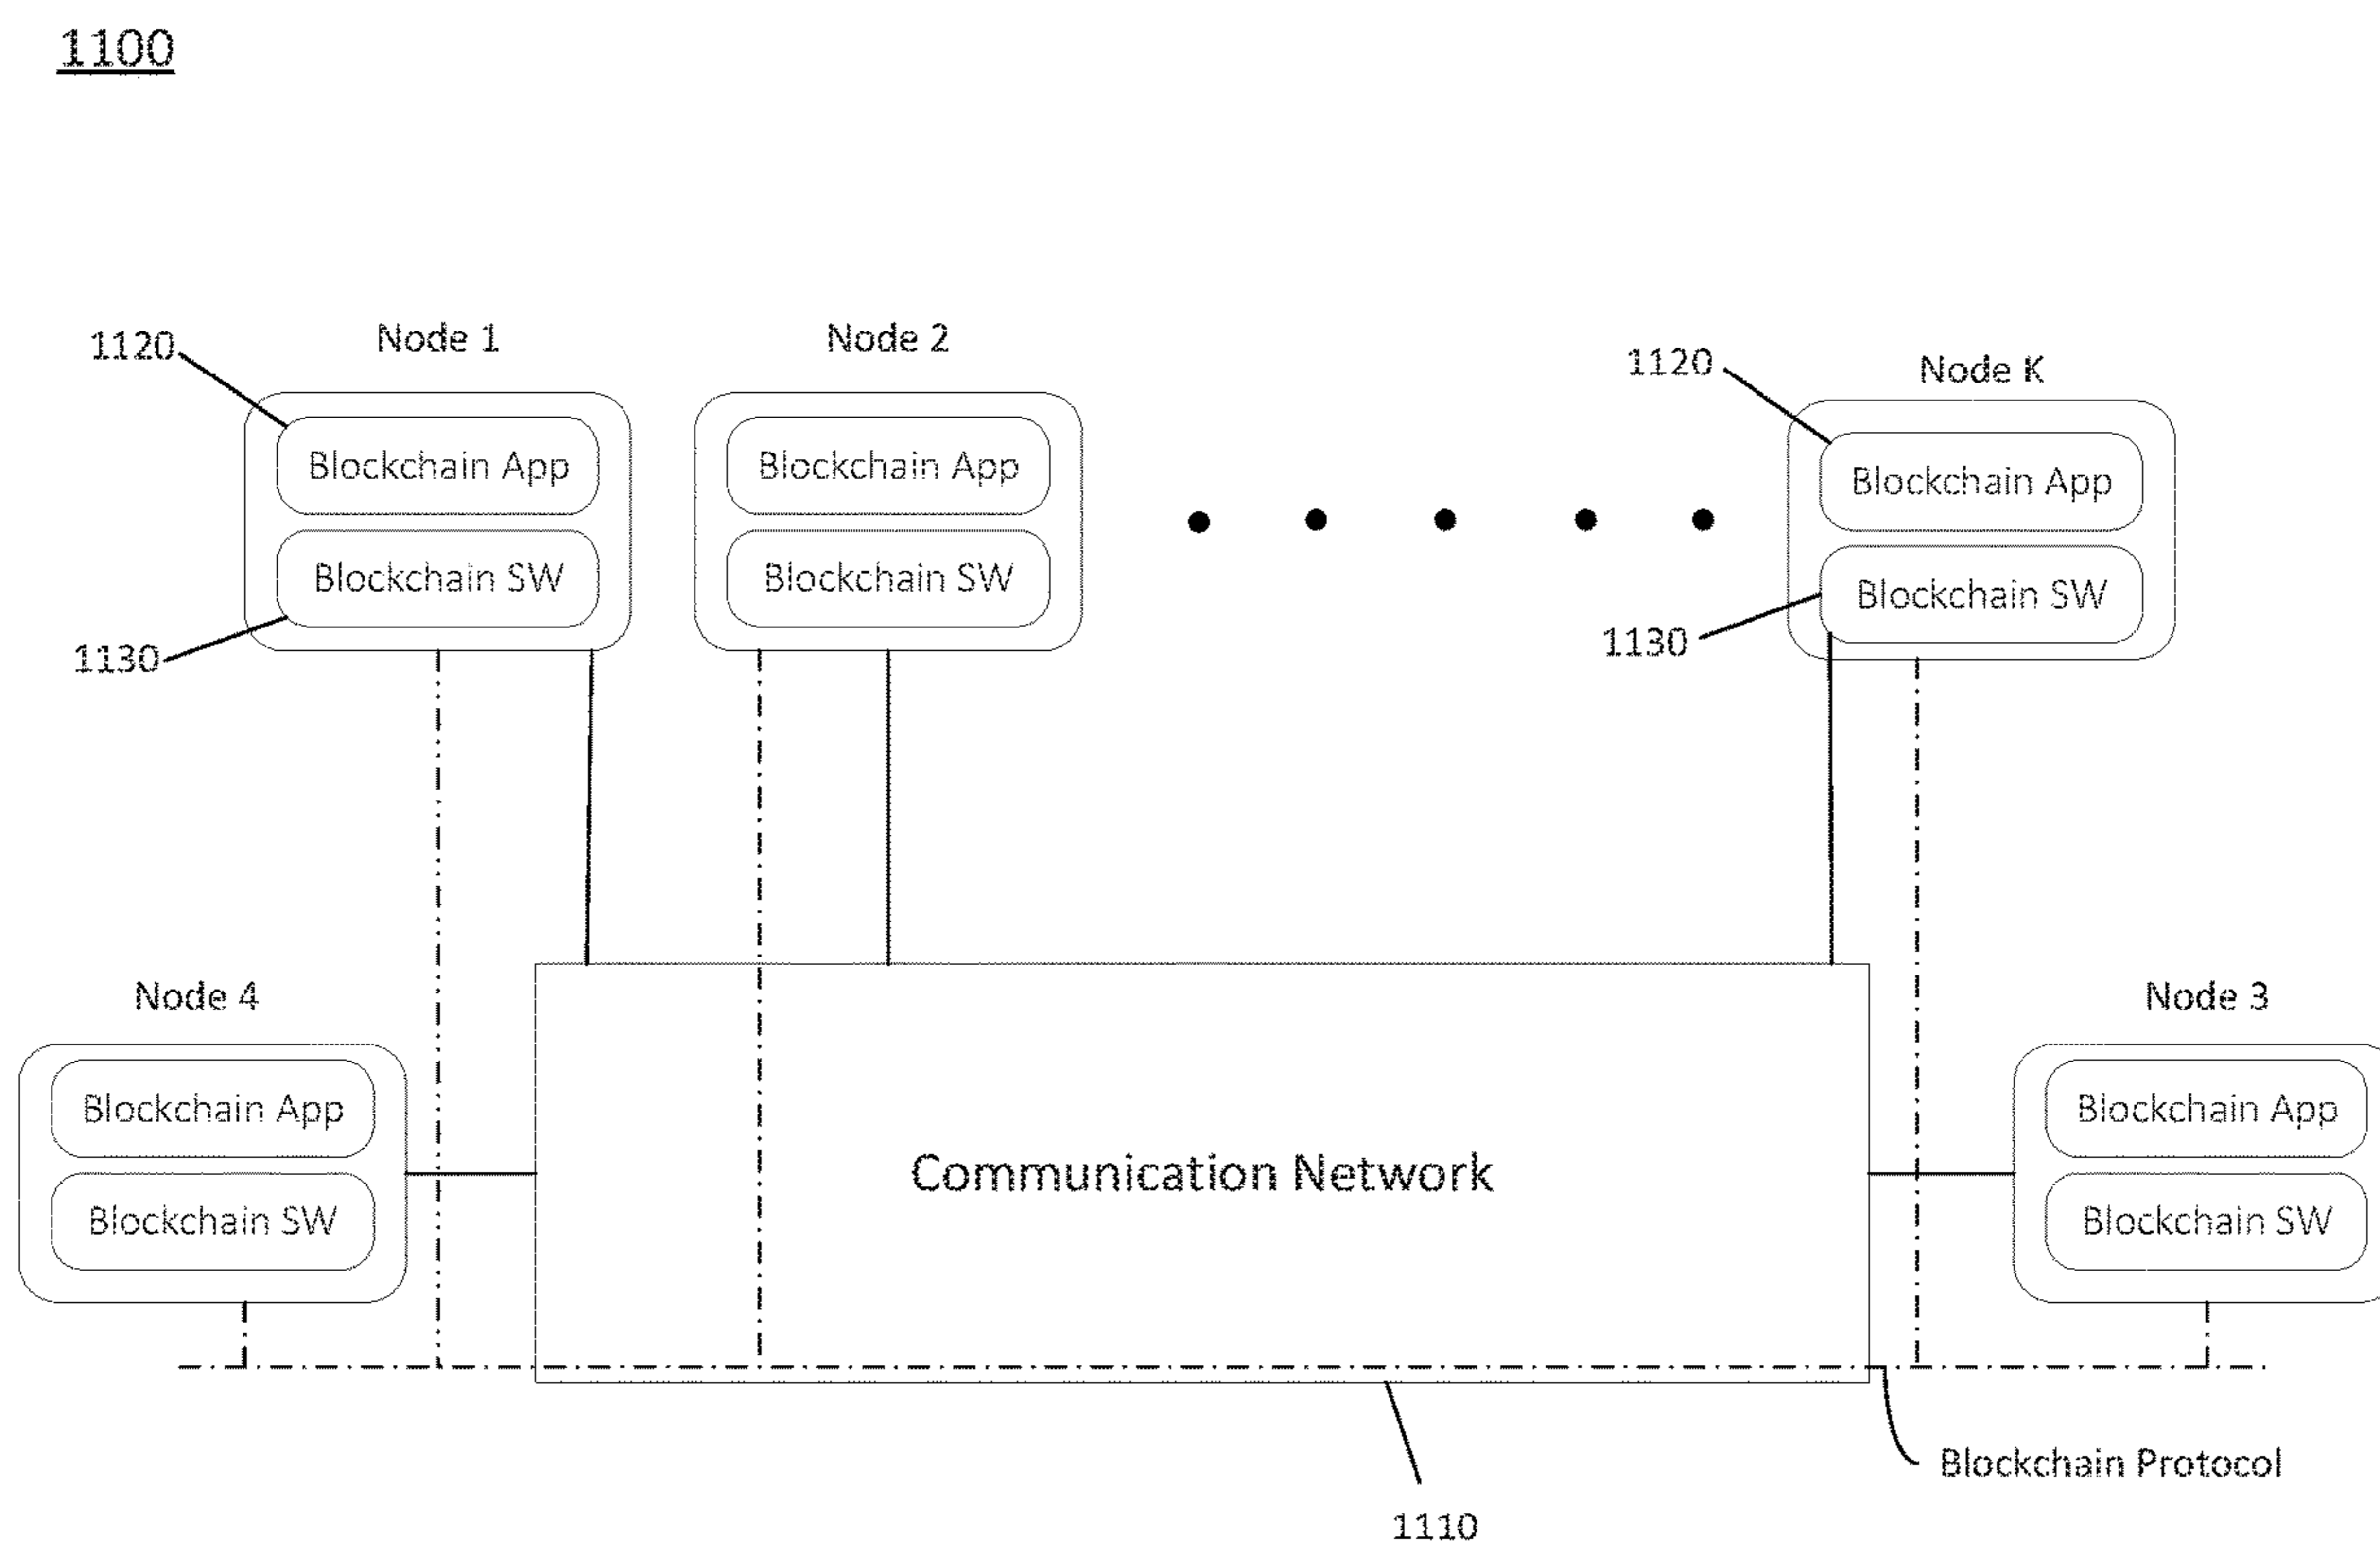 1100
1120
Node 1
Node 2
1120
Node K
Blockchain App
Blockchain App
Blockchain App
Blockchain SW
Blockchain SW
Blockchain SW
1130
1130
Node 4
Node 3
Blockchain App
Blockchain App
Communication Network
Blockchain SW
Blockchain SW
Blockchain Protocol
1110